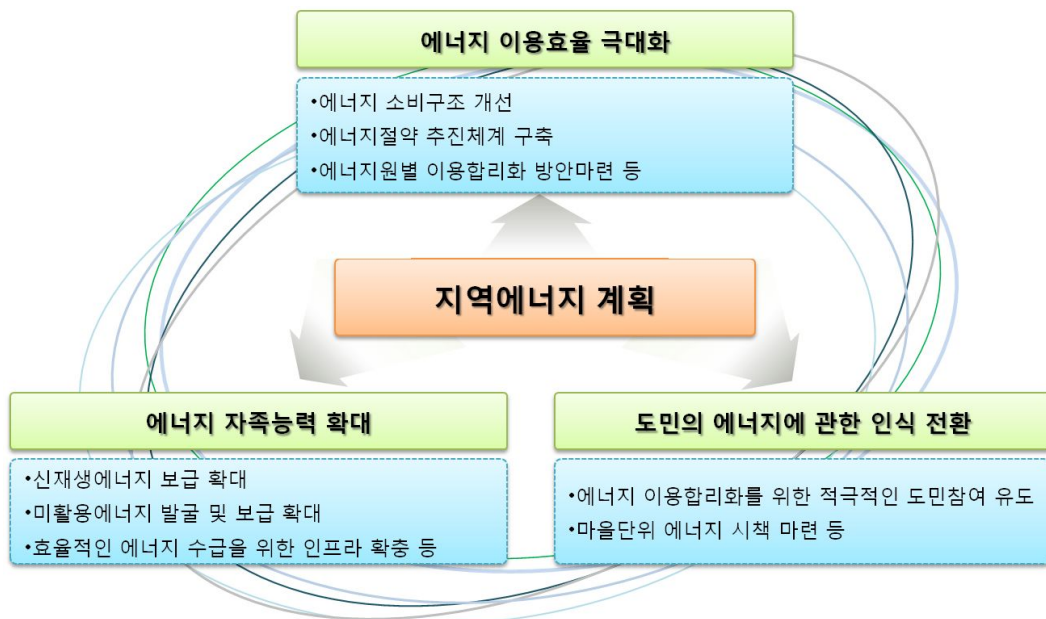 에너지 이용효율 극대화
•에너지 소비구조 개선
•에너지절약 추진체계 구축
•에너지원별 이용합리화 방안마련 등
지역에너지 계획
에너지 자족능력 확대
•신재생에너지 보급 확대
•미활용에너지 발굴 및 보급 확대
•효율적인 에너지 수급을 위한 인프라 확충 등
도민의 에너지에 관한 인식 전환
•에너지 이용합리화를 위한 적극적인 도민참여 유도
•마을단위 에너지 시책 마련 등